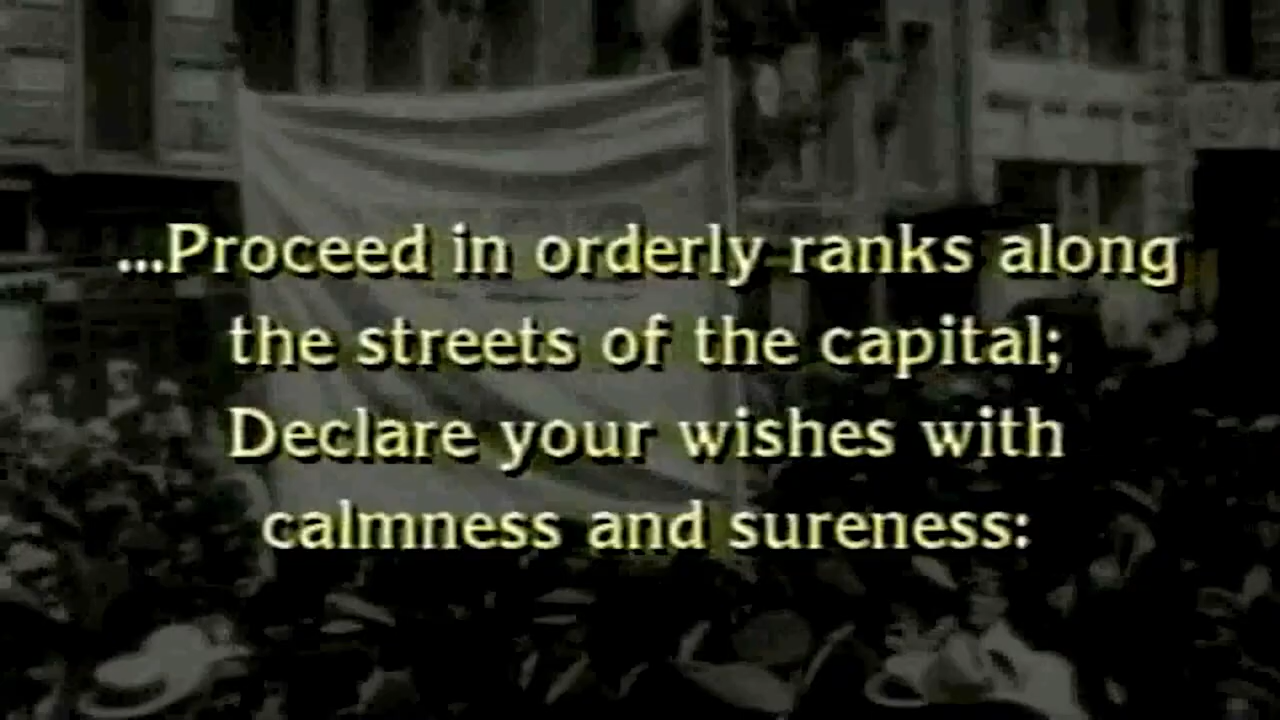 ...Proceed in orderly ranks along
the streets of the capital;
Declare your wishes with
calmness and sureness: